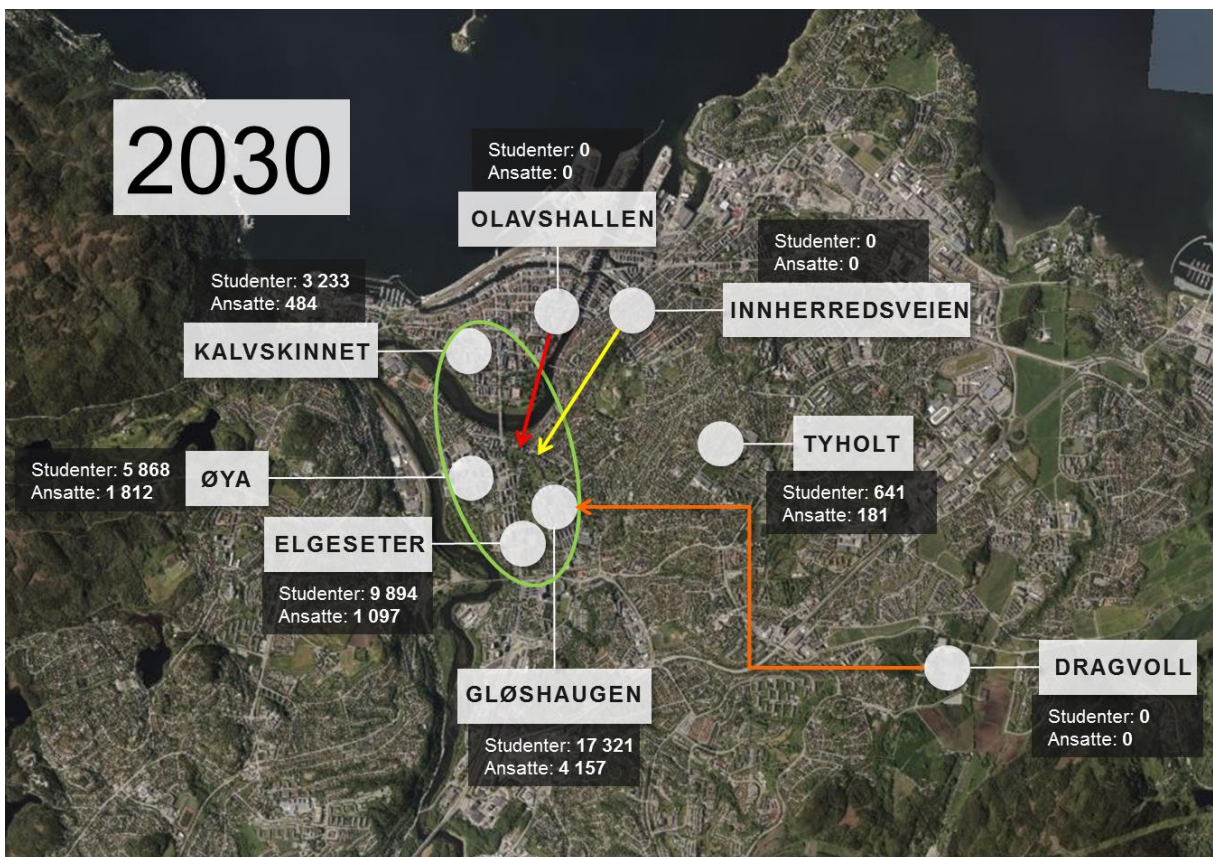 2030
Studenter: 0
Ansatte: 0
OLAVSHALLEN
Studenter: 0
Ansatte: 0
INNHERREDSVEIEN
Studenter: 3 233
Ansatte: 484
KALVSKINNET
TYHOLT
Studenter: 641
Ansatte: 181
Studenter: 5 868
Ansatte: 1 812
ØYA
ELGESETER
Studenter: 9 894
Ansatte: 1 097
GLØSHAUGEN
Studenter: 17 321
Ansatte: 4 157
DRAGVOLL
Studenter: 0
Ansatte: 0